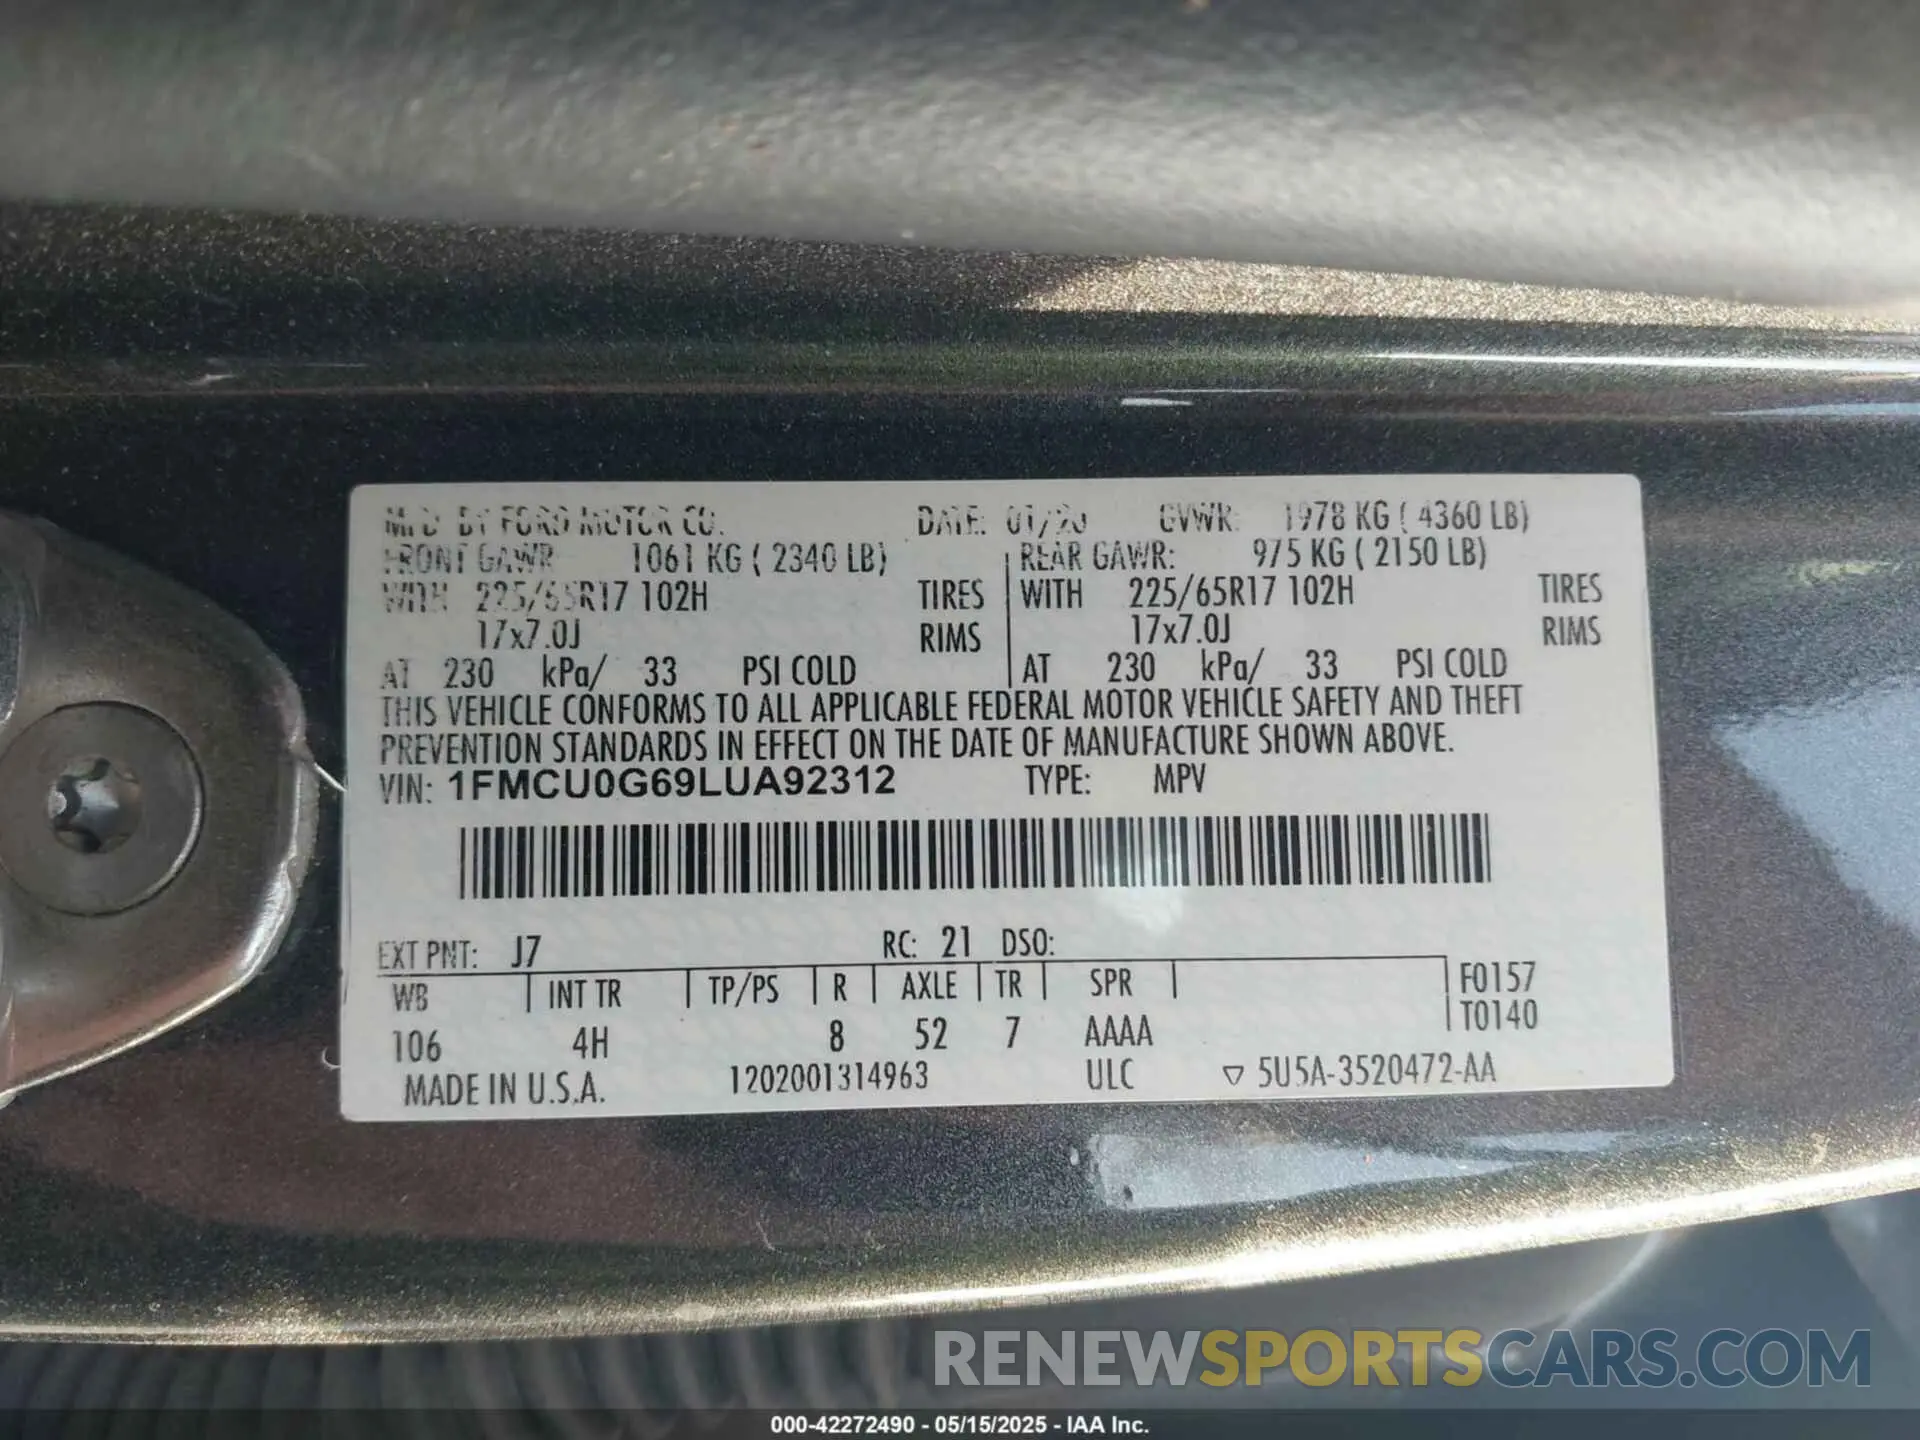 MFD BY FORD MOTOR CO. DATE: 01/20 GVWR: 1978 KG ( 4360 LB)
FRONT GAWR: 1061 KG ( 2340 LB) REAR GAWR: 975 KG ( 2150 LB)
WITH 225/65R17 102H TIRES WITH 225/65R17 102H TIRES
17x7.0J RIMS 17x7.0J RIMS
AT 230 kPa/ 33 PSI COLD AT 230 kPa/ 33 PSI COLD
THIS VEHICLE CONFORMS TO ALL APPLICABLE FEDERAL MOTOR VEHICLE SAFETY AND THEFT
PREVENTION STANDARDS IN EFFECT ON THE DATE OF MANUFACTURE SHOWN ABOVE.
VIN: 1FMCU0G69LUA92312 TYPE: MPV
EXT PNT: J7 RC: 21 DSO:
WB INT TR TP/PS R AXLE TR SPR F0157
T0140
106 4H 8 52 7 AAAA
MADE IN U.S.A. 1202001314963 ULC ▽ 5U5A-3520472-AA
RENEWSPORTSCARS.COM
000-42272490 - 05/15/2025 - IAA Inc.